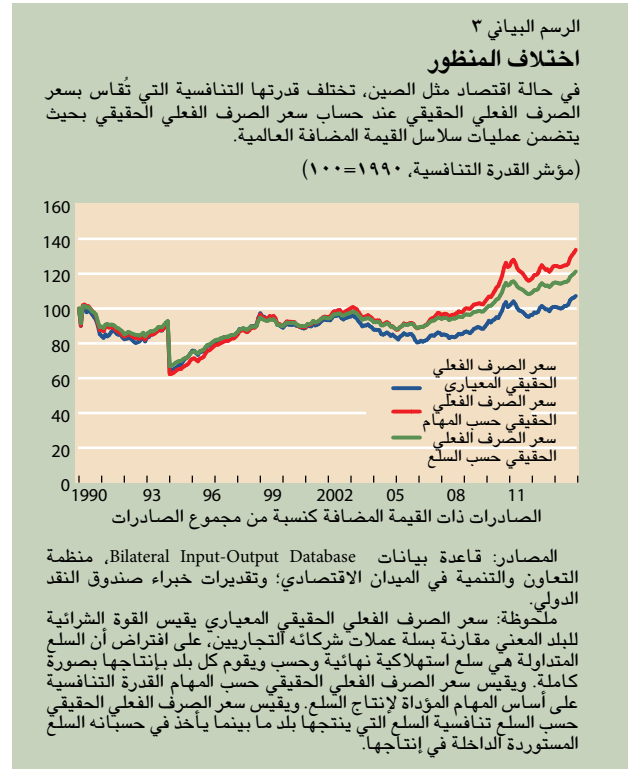 الرسم البياني ٣
اختلاف المنظور
في حالة اقتصاد مثل الصين، تختلف قدرتها التنافسية التي تُقاس بسعر
الصرف الفعلي الحقيقي عند حساب سعر الصرف الفعلي الحقيقي بحيث
يتضمن عمليات سلاسل القيمة المضافة العالمية.
(مؤشر القدرة التنافسية، ١٩٩٠=١٠٠)
160
140
120
100
80
60
40
20
0
سعر الصرف الفعلي
الحقيقي المعياري
سعر الصرف الفعلي
الحقيقي حسب المهام
سعر الصرف الفعلي
الحقيقي حسب السلع
1990 93 96 99 2002 05 08 11
الصادرات ذات القيمة المضافة كنسبة من مجموع الصادرات
المصادر: قاعدة بيانات Bilateral Input-Output Database، منظمة
التعاون والتنمية في الميدان الاقتصادي؛ وتقديرات خبراء صندوق النقد
الدولي.
ملحوظة: سعر الصرف الفعلي الحقيقي المعياري يقيس القوة الشرائية
للبلد المعني مقارنة بسلة عملات شركائه التجاريين، على افتراض أن السلع
المتداولة هي سلع استهلاكية نهائية وحسب ويقوم كل بلد بإنتاجها بصورة
كاملة. ويقيس سعر الصرف الفعلي الحقيقي حسب المهام القدرة التنافسية
على أساس المهام المؤداة لإنتاج السلع. ويقيس سعر الصرف الفعلي الحقيقي
حسب السلع تنافسية السلع التي ينتجها بلد ما بينما يأخذ في حسبانه السلع
المستوردة الداخلة في إنتاجها.